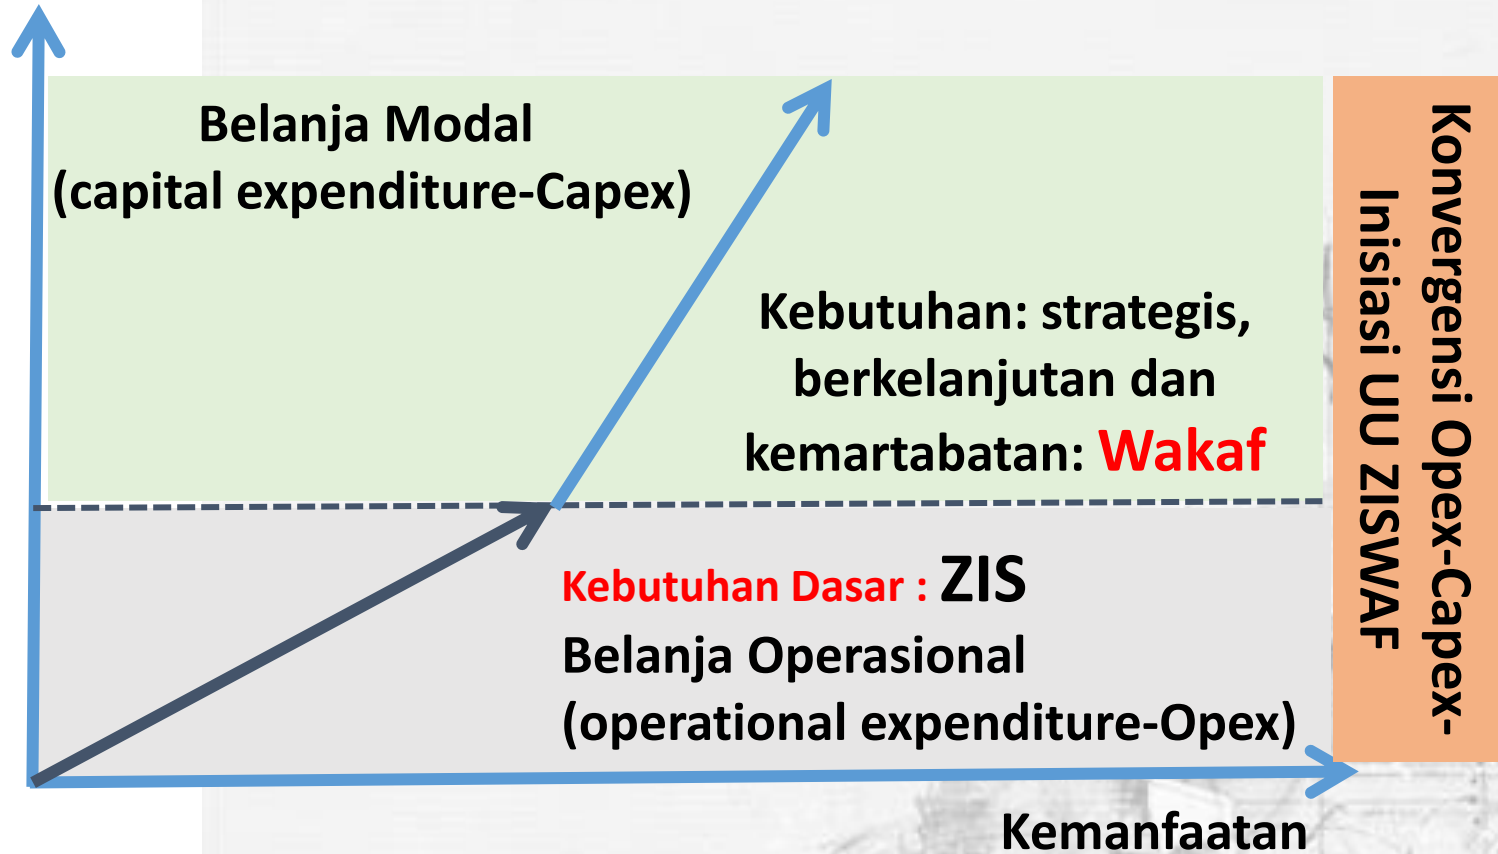 Belanja Modal
(capital expenditure-Capex)
Kebutuhan: strategis,
berkelanjutan dan
kemartabatan: Wakaf
Kebutuhan Dasar : ZIS
Belanja Operasional
(operational expenditure-Opex)
Kemanfaatan
Konvergensi Opex-Capex-
Inisiasi UU ZISWAF